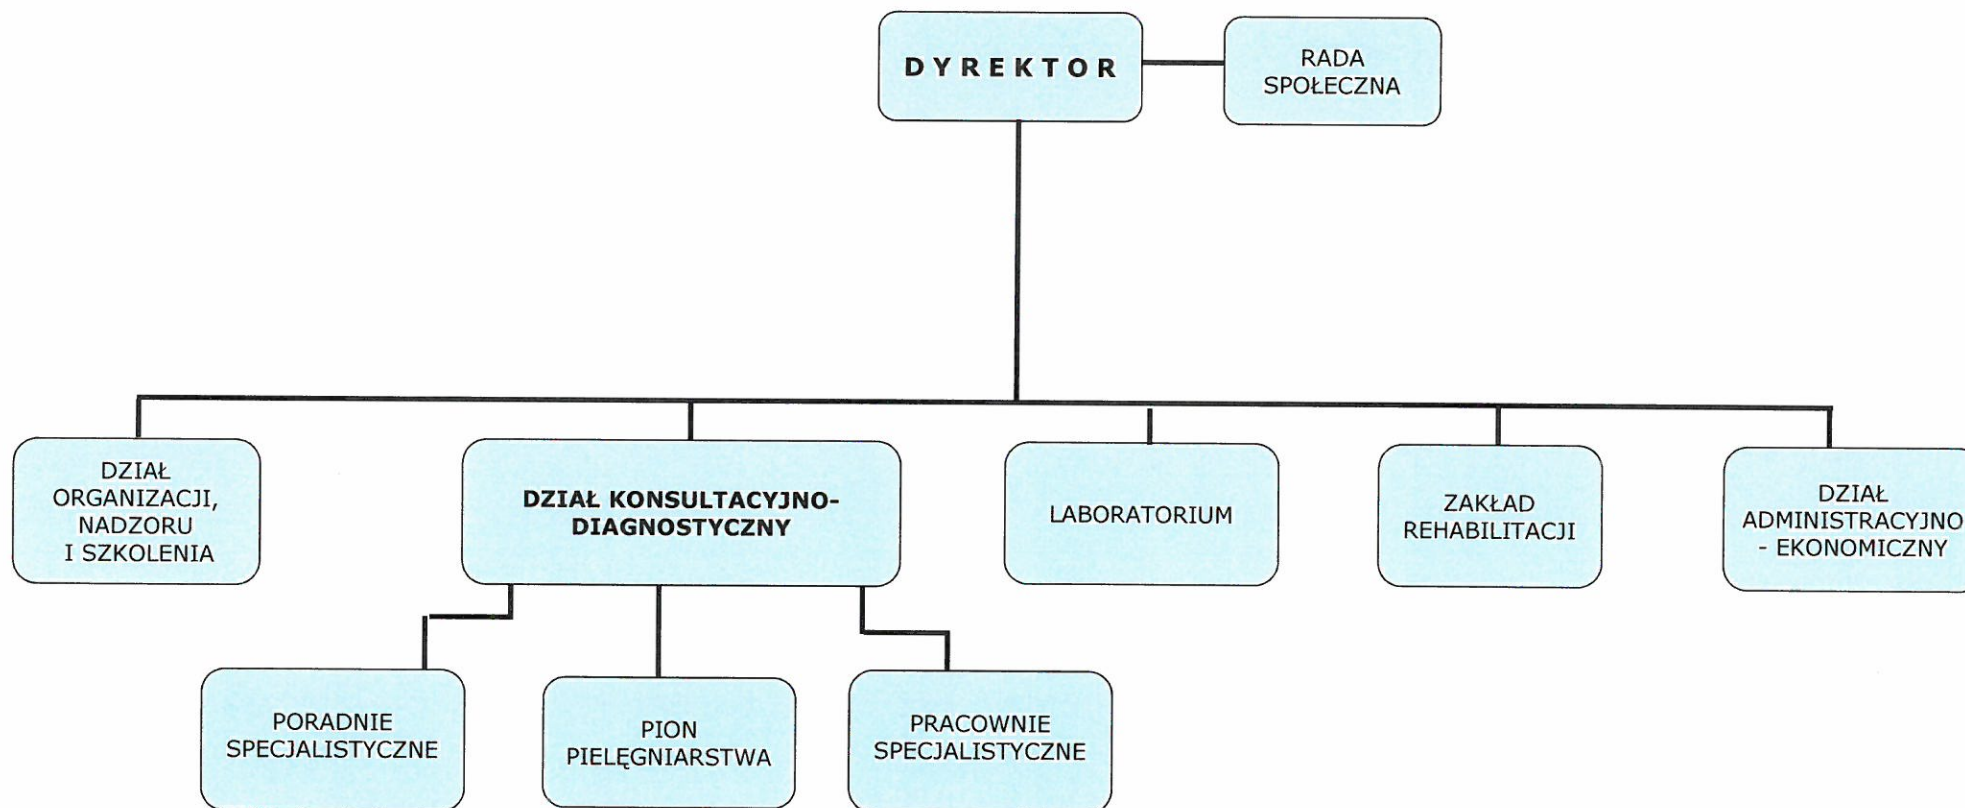 DYREKTOR
RADA
SPOŁECZNA
DZIAŁ
ORGANIZACJI,
NADZORU
I SZKOLENIA
DZIAŁ KONSULTACYJNO-
DIAGNOSTYCZNY
LABORATORIUM
ZAKŁAD
REHABILITACJI
DZIAŁ
ADMINISTRACYJNO
- EKONOMICZNY
PORADNIE
SPECJALISTYCZNE
PION
PIELĘGNIARSTWA
PRACOWNIE
SPECJALISTYCZNE